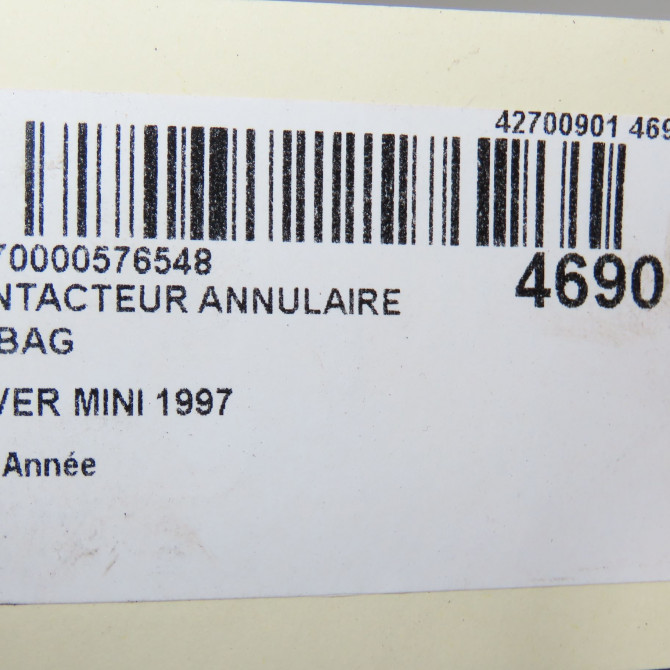 42700901 469
70000576548
4690
NTACTEUR ANNULAIRE
BAG
VER MINI 1997
Année